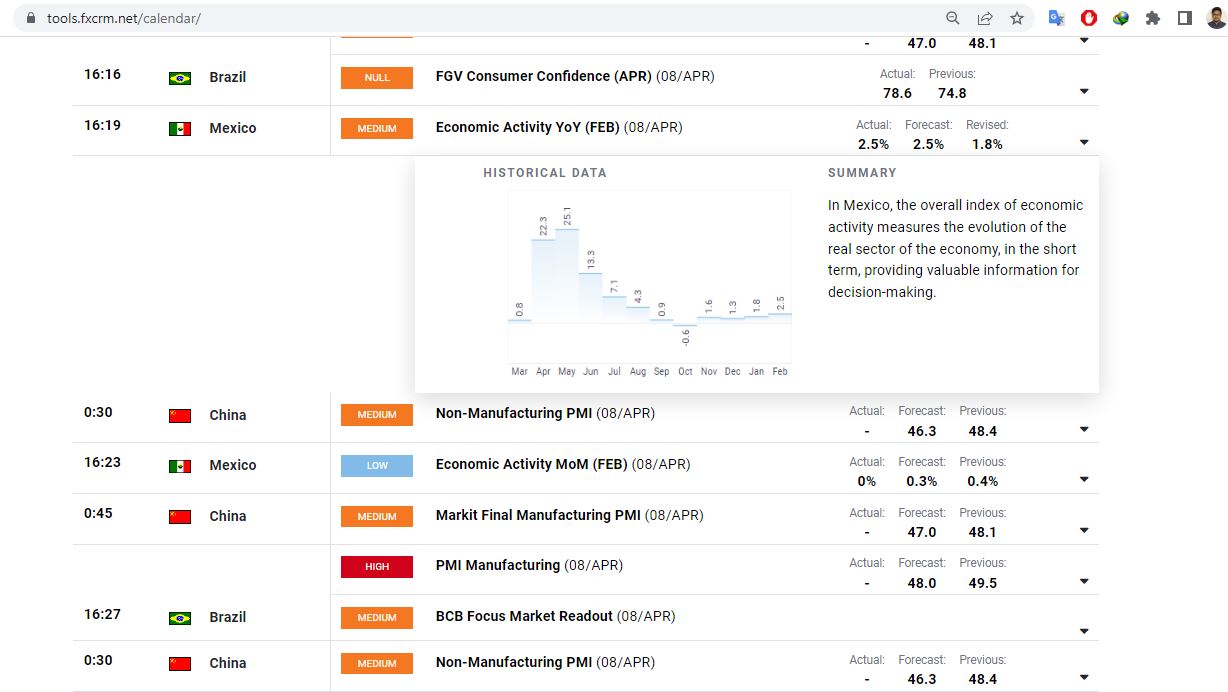 tools.fxcrm.net/calendar/
- 47.0 48.1
16:16 Brazil NULL FGV Consumer Confidence (APR) (08/APR) Actual: Previous:
78.6 74.8
16:19 Mexico MEDIUM Economic Activity YoY (FEB) (08/APR) Actual: Forecast: Revised:
2.5% 2.5% 1.8%
HISTORICAL DATA
0.8 22.3 25.1 13.3 7.1 4.3 0.9 -0.6 1.6 1.3 1.8 2.5
Mar Apr May Jun Jul Aug Sep Oct Nov Dec Jan Feb
SUMMARY
In Mexico, the overall index of economic
activity measures the evolution of the
real sector of the economy, in the short
term, providing valuable information for
decision-making.
0:30 China MEDIUM Non-Manufacturing PMI (08/APR) Actual: Forecast: Previous:
- 46.3 48.4
16:23 Mexico LOW Economic Activity MoM (FEB) (08/APR) Actual: Forecast: Previous:
0% 0.3% 0.4%
0:45 China MEDIUM Markit Final Manufacturing PMI (08/APR) Actual: Forecast: Previous:
- 47.0 48.1
HIGH PMI Manufacturing (08/APR) Actual: Forecast: Previous:
- 48.0 49.5
16:27 Brazil MEDIUM BCB Focus Market Readout (08/APR)
0:30 China MEDIUM Non-Manufacturing PMI (08/APR) Actual: Forecast: Previous:
- 46.3 48.4